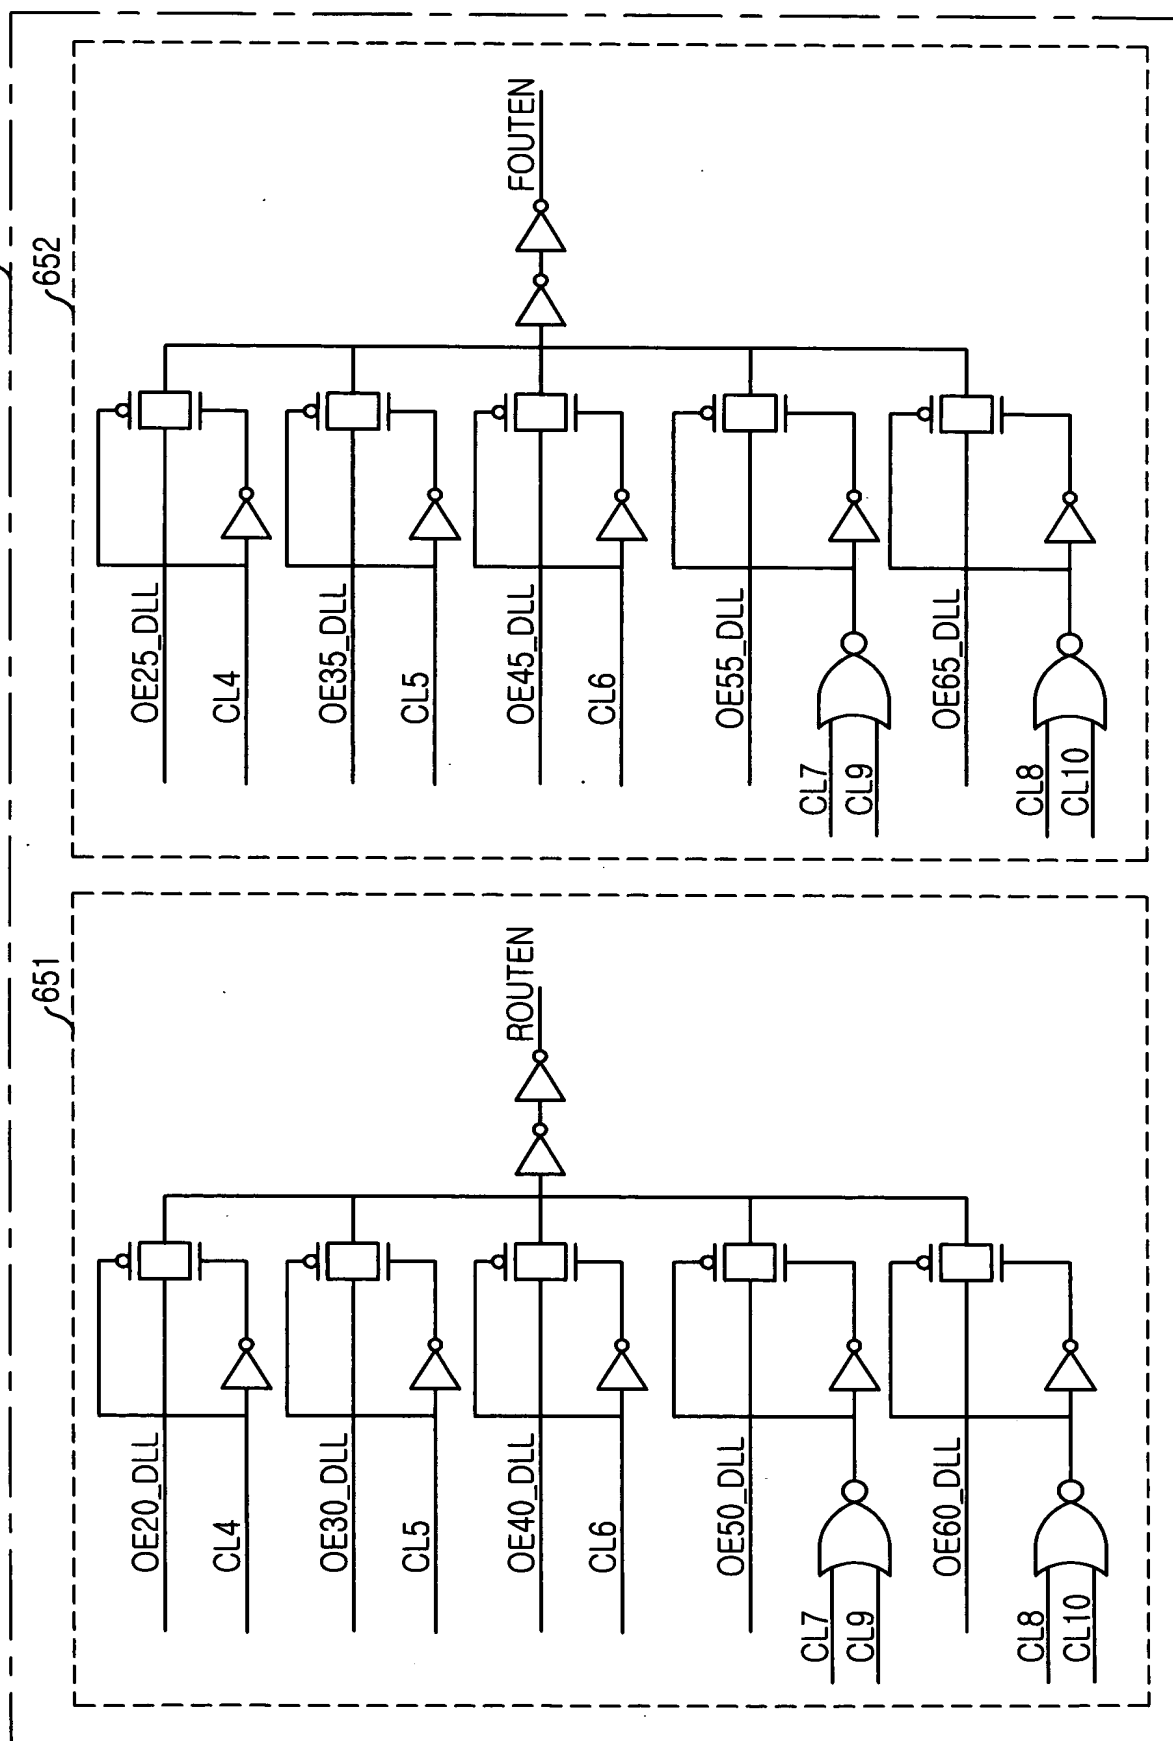 651
OE20_DLL
CL4
OE30_DLL
CL5
OE40_DLL
CL6
OE50_DLL
CL7
CL9
OE60_DLL
CL8
CL10
ROUTEN
652
OE25_DLL
CL4
OE35_DLL
CL5
OE45_DLL
CL6
OE55_DLL
CL7
CL9
OE65_DLL
CL8
CL10
FOUTEN